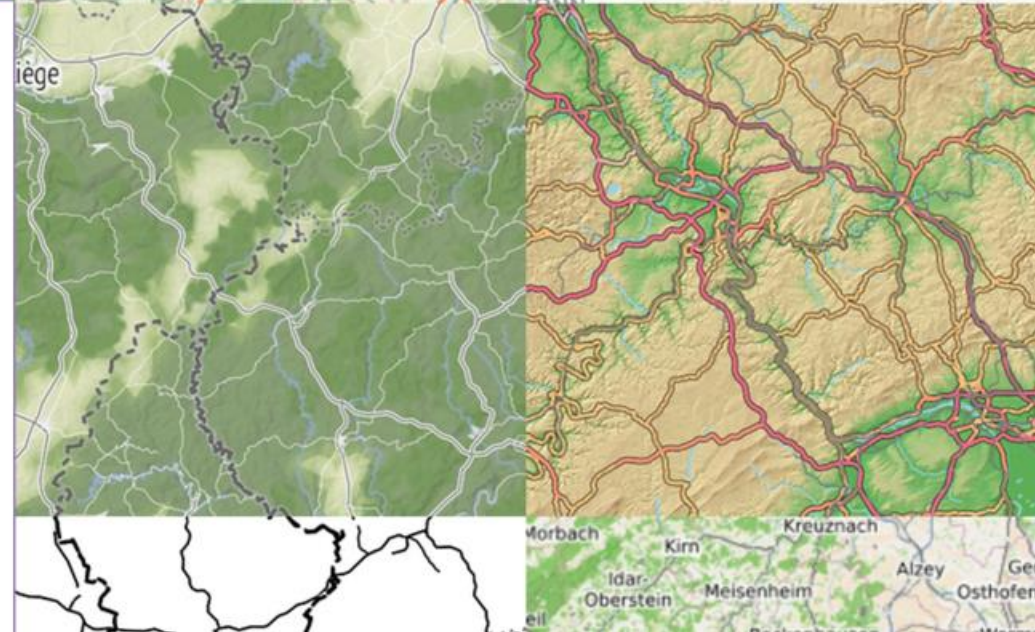 iège
Morbach
Kreuznach
Kirn
Alzey
Idar-
Oberstein
Meisenheim
Osthofen